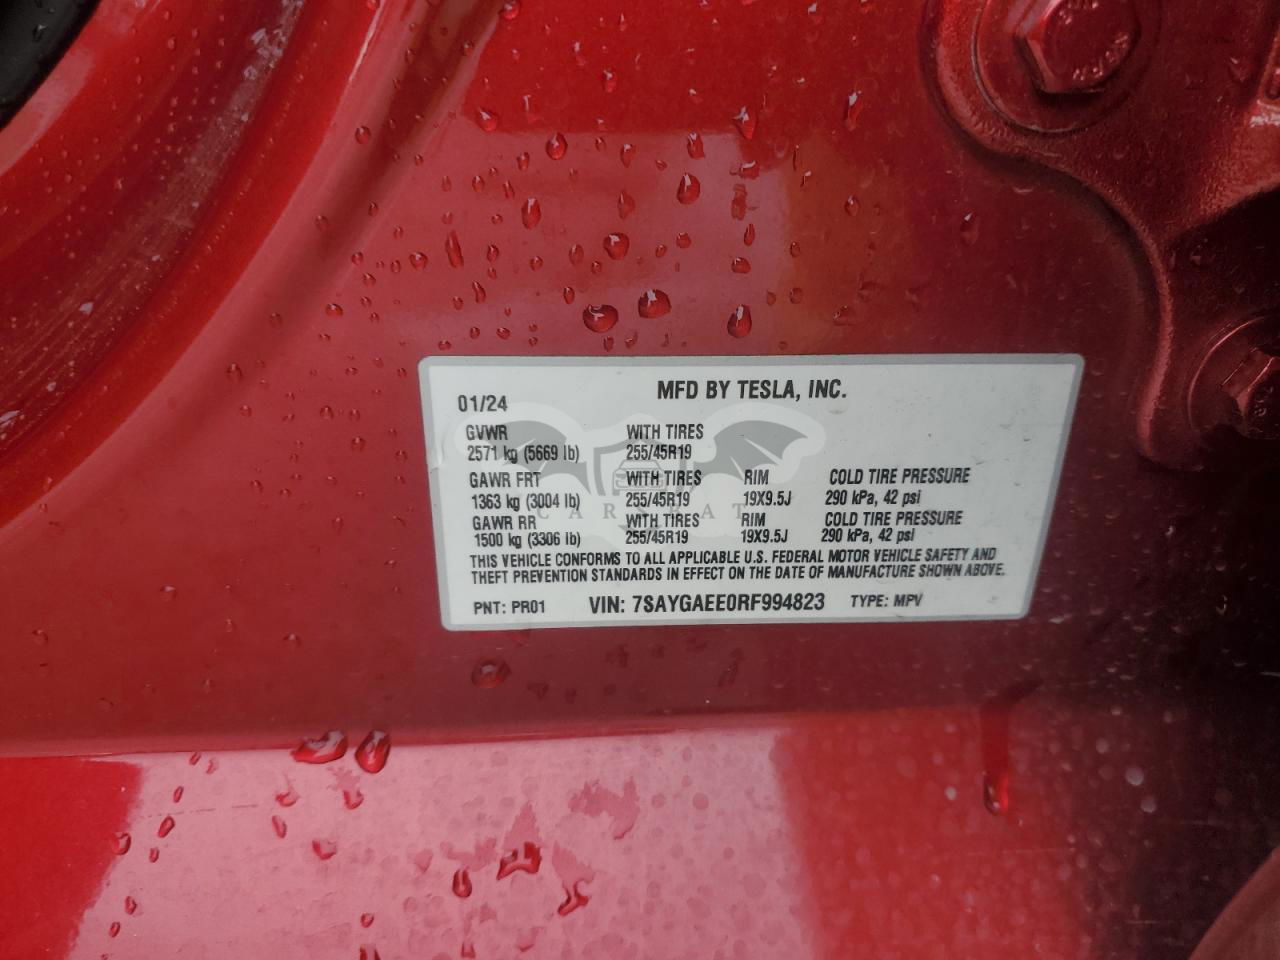 MFD BY TESLA, INC.
01/24
GVWR WITH TIRES
2571 kg (5669 lb) 255/45R19
GAWR FRT WITH TIRES RIM COLD TIRE PRESSURE
1363 kg (3004 lb) 255/45R19 19X9.5J 290 kPa, 42 psi
GAWR RR WITH TIRES RIM COLD TIRE PRESSURE
1500 kg (3306 lb) 255/45R19 19X9.5J 290 kPa, 42 psi
THIS VEHICLE CONFORMS TO ALL APPLICABLE U.S. FEDERAL MOTOR VEHICLE SAFETY AND
THEFT PREVENTION STANDARDS IN EFFECT ON THE DATE OF MANUFACTURE SHOWN ABOVE.
PNT: PR01 VIN: 7SAYGAEE0RF994823 TYPE: MPV